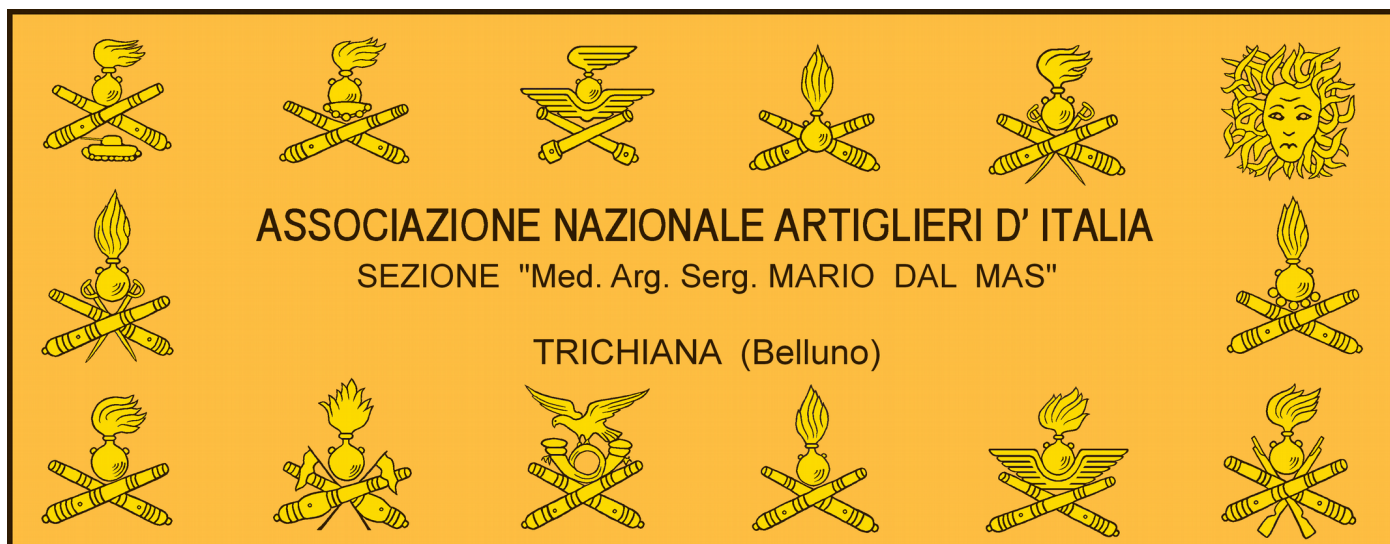 ASSOCIAZIONE NAZIONALE ARTIGLIERI D' ITALIA
SEZIONE "Med. Arg. Serg. MARIO DAL MAS"
TRICHIANA (Belluno)